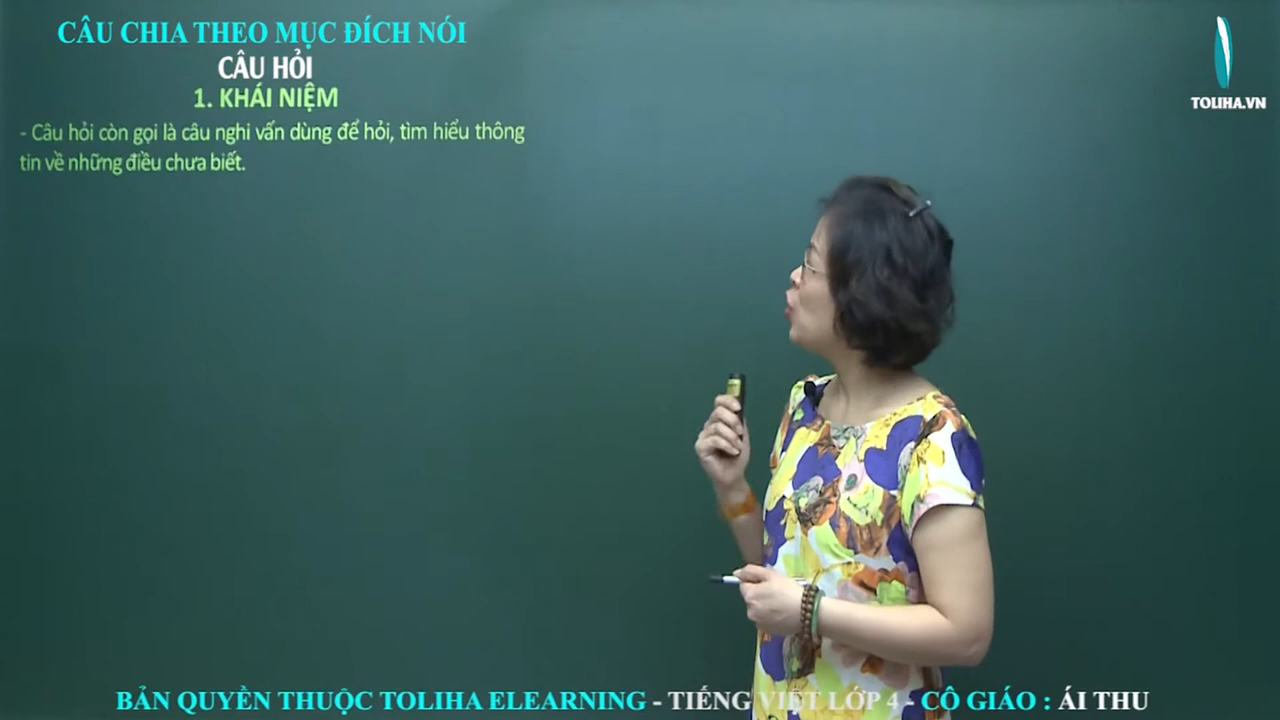 CÂU CHIA THEO MỤC ĐÍCH NÓI
CÂU HỎI
1. KHÁI NIỆM
- Câu hỏi còn gọi là câu nghi vấn dùng để hỏi, tìm hiểu thông
tin về những điều chưa biết.
TOLIHA.VN
BẢN QUYỀN THUỘC TOLIHA ELEARNING - TIẾNG VIỆT LỚP 4 - CÔ GIÁO : ÁI THU